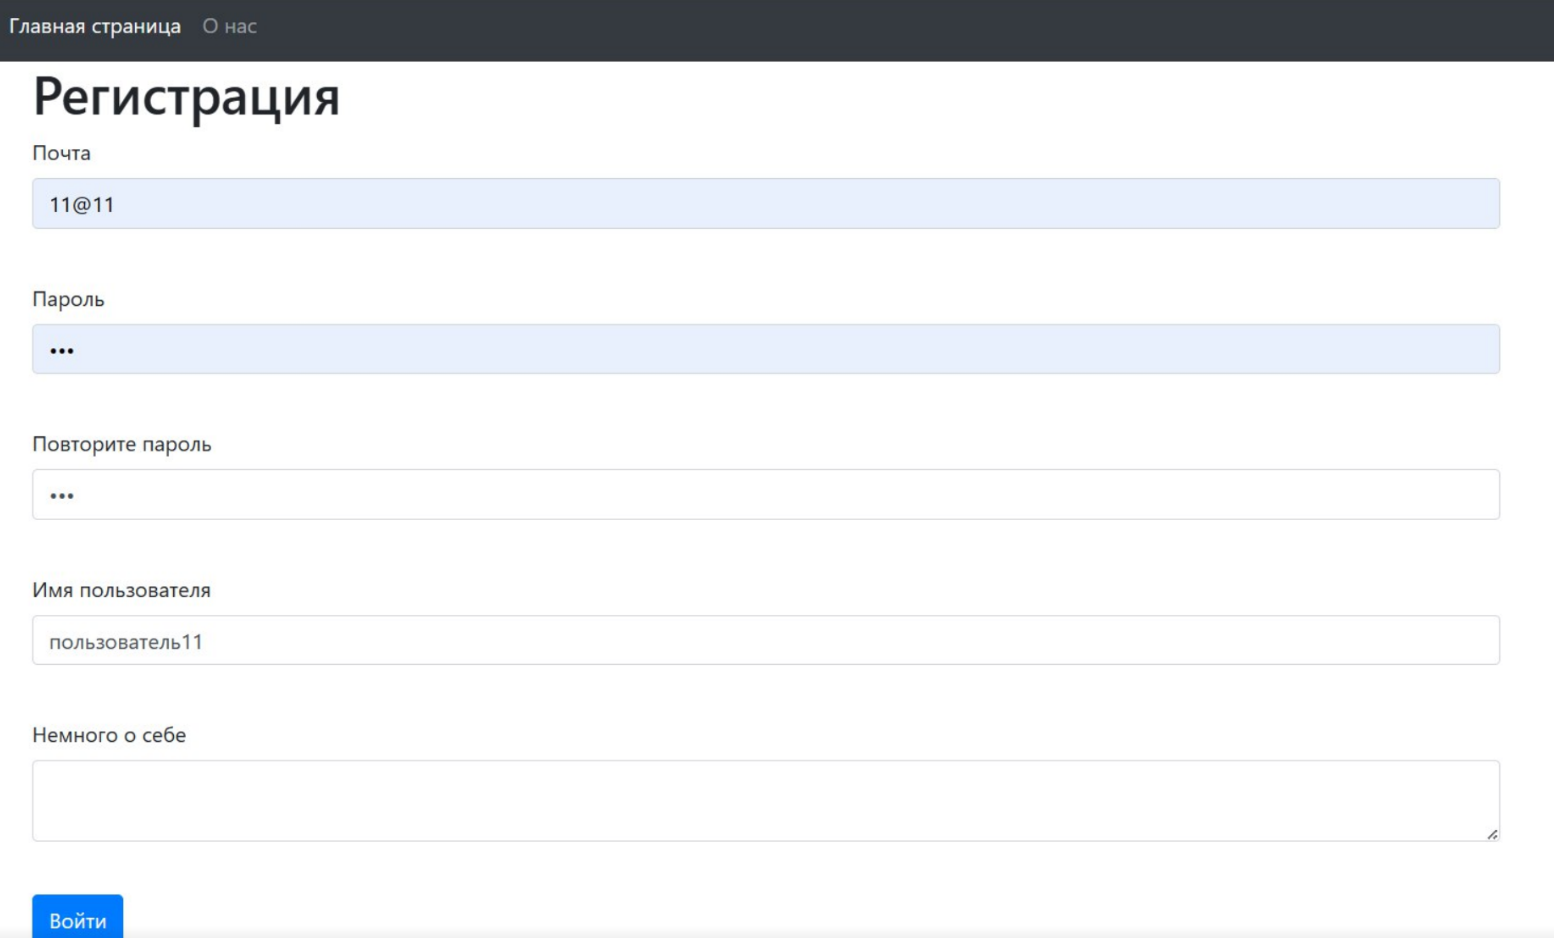 Главная страница О нас
Регистрация
Почта
11@11
Пароль
•••
Повторите пароль
•••
Имя пользователя
пользователь11
Немного о себе
Войти